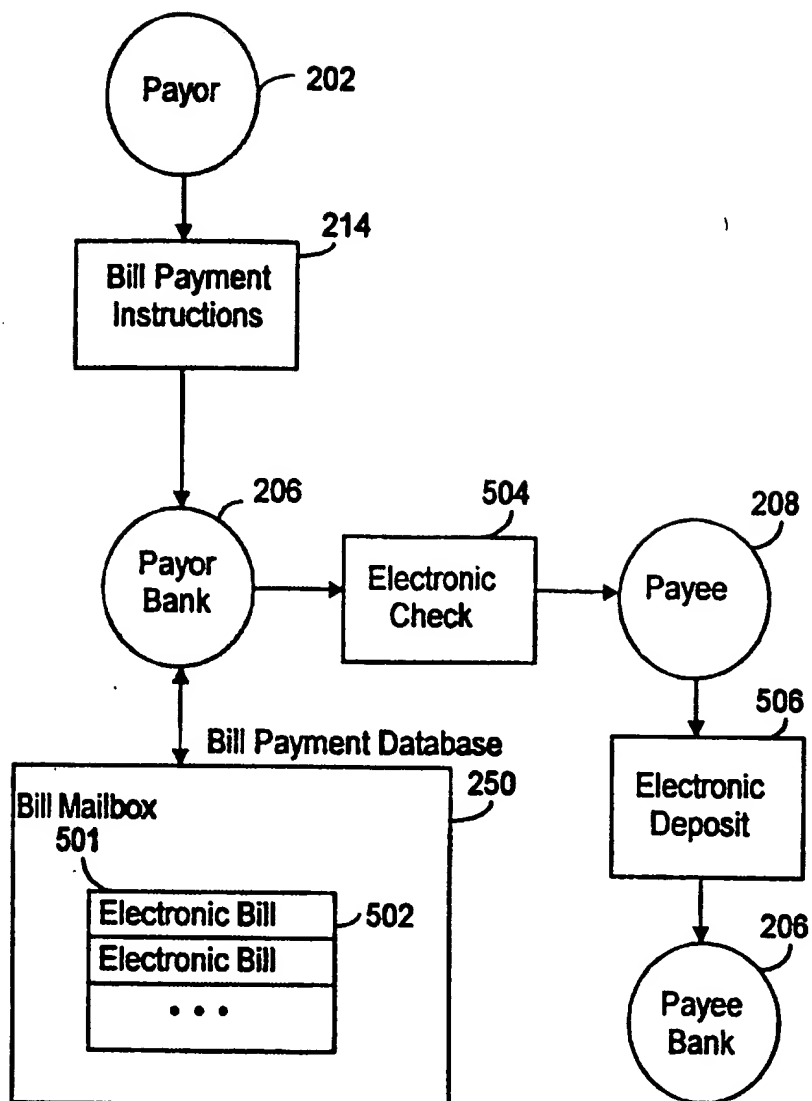 Payor
202
214
Bill Payment
Instructions
206
Payor
Bank
504
Electronic
Check
208
Payee
506
Electronic
Deposit
206
Payee
Bank
Bill Payment Database
250
Bill Mailbox
501
Electronic Bill
502
Electronic Bill
• • •